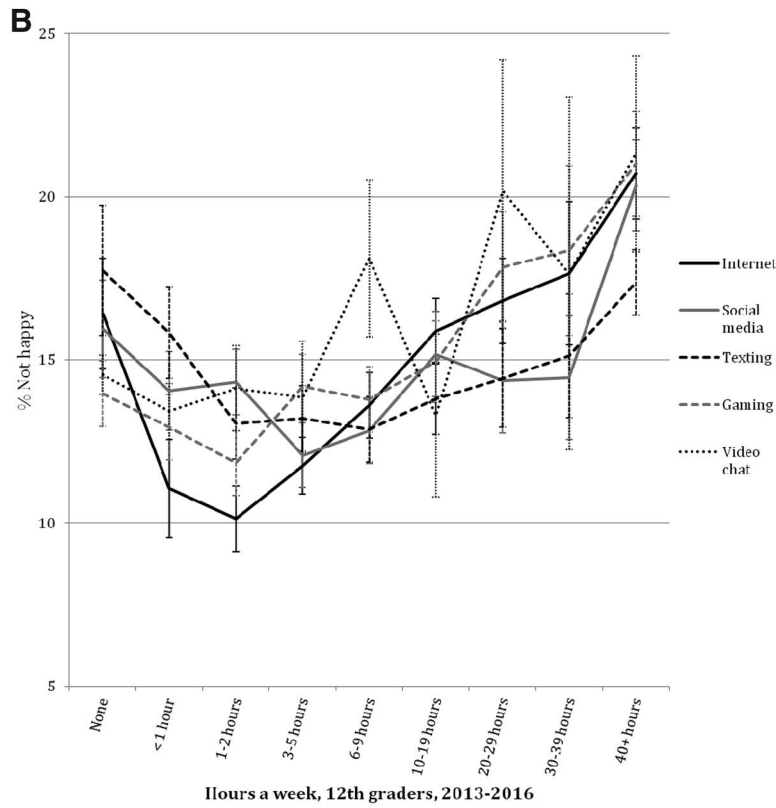 B
25
20
15
10
5
% Not happy
None
<1 hour
1-2 hours
3-5 hours
6-9 hours
10-19 hours
20-29 hours
30-39 hours
40+ hours
Hours a week, 12th graders, 2013-2016
Internet
Social
media
Texting
Gaming
Video
chat